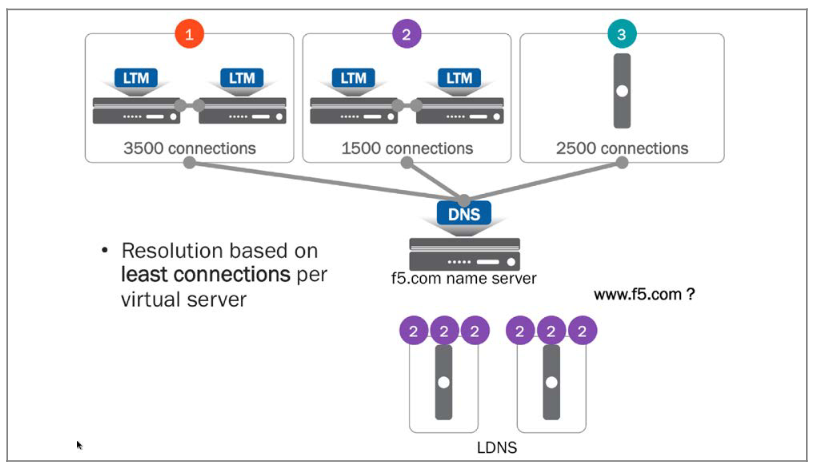 1
2
3
LTM
LTM
LTM
LTM
3500 connections
1500 connections
2500 connections
DNS
• Resolution based on
least connections per
virtual server
f5.com name server
www.f5.com ?
2 2 2
2 2 2
LDNS